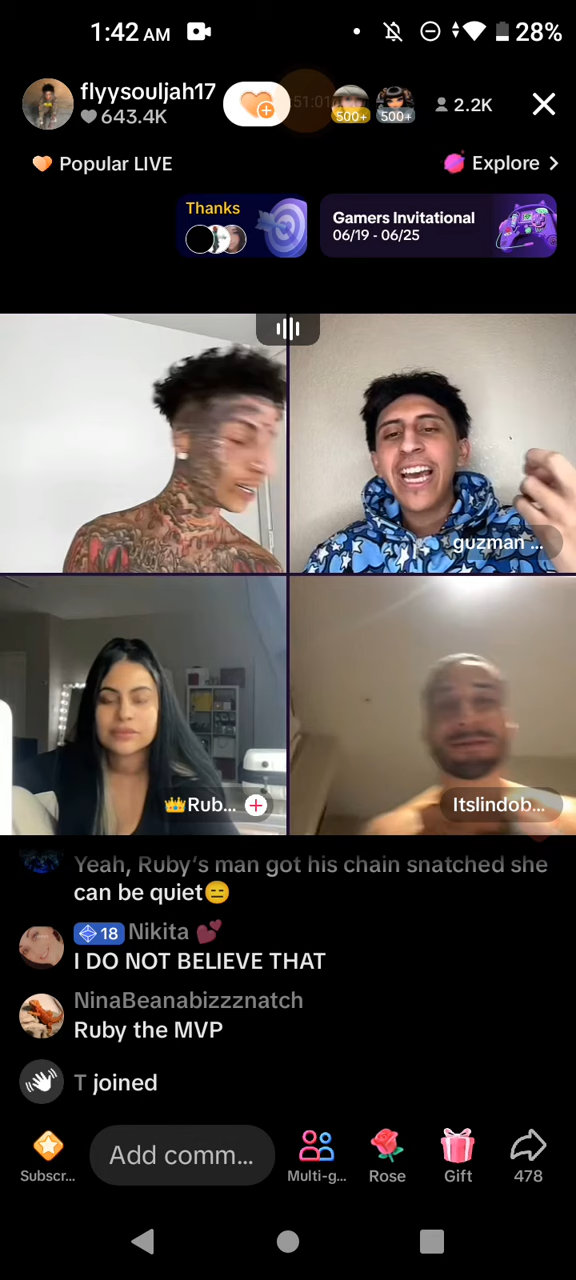 1:42 AM
28%
flyysouljah17
643.4K
51:01
500+
500+
2.2K
Popular LIVE
Explore
Thanks
Gamers Invitational
06/19 - 06/25
guzman ...
Rub...
Itslindob...
Yeah, Ruby's man got his chain snatched she
can be quiet😑
18 Nikita 💕
I DO NOT BELIEVE THAT
NinaBeanabizzznatch
Ruby the MVP
T joined
Add comm...
Subscr...
Multi-g...
Rose
Gift
478